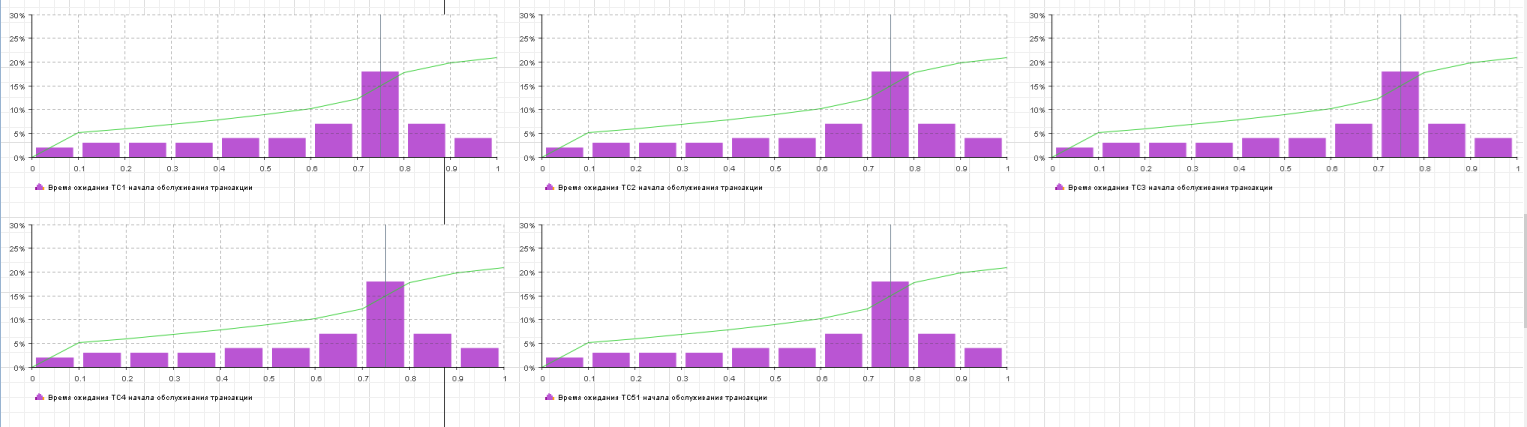 30% 30% 30%
25% 25% 25%
20% 20% 20%
15% 15% 15%
10% 10% 10%
5% 5% 5%
0% 0% 0%
0 0.1 0.2 0.3 0.4 0.5 0.6 0.7 0.8 0.9 1 0 0.1 0.2 0.3 0.4 0.5 0.6 0.7 0.8 0.9 1 0 0.1 0.2 0.3 0.4 0.5 0.6 0.7 0.8 0.9 1
Время ожидания ТС1 начала обслуживания транзакции Время ожидания ТС2 начала обслуживания транзакции Время ожидания ТС3 начала обслуживания транзакции
30% 30%
25% 25%
20% 20%
15% 15%
10% 10%
5% 5%
0% 0%
0 0.1 0.2 0.3 0.4 0.5 0.6 0.7 0.8 0.9 1 0 0.1 0.2 0.3 0.4 0.5 0.6 0.7 0.8 0.9 1
Время ожидания ТС4 начала обслуживания транзакции Время ожидания ТС51 начала обслуживания транзакции